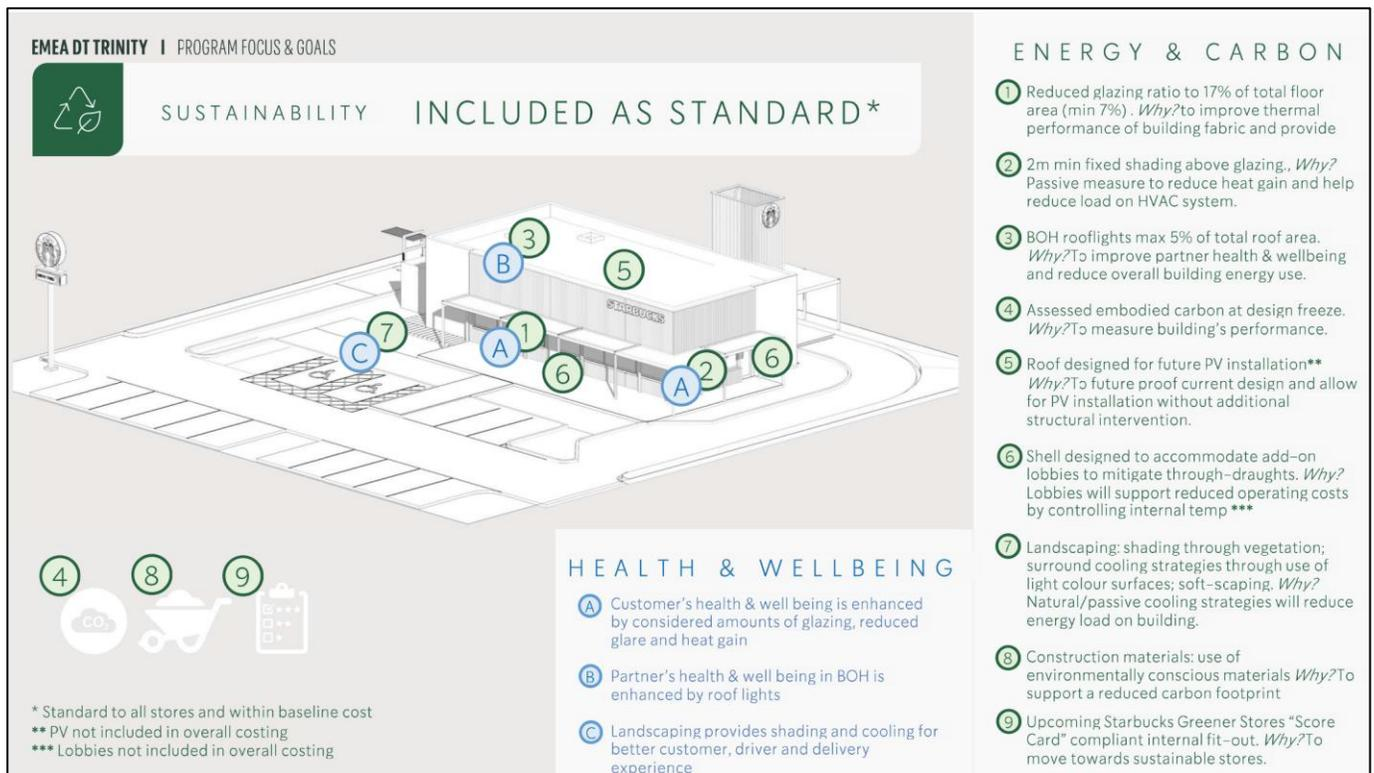 EMEA DT TRINITY I PROGRAM FOCUS & GOALS
SUSTAINABILITY INCLUDED AS STANDARD*
3
B
5
STARBUCKS
7
C
1
A
6
2
A
6
4
8
9
CO₂
* Standard to all stores and within baseline cost
** PV not included in overall costing
*** Lobbies not included in overall costing
HEALTH & WELLBEING
A Customer's health & well being is enhanced
by considered amounts of glazing, reduced
glare and heat gain
B Partner's health & well being in BOH is
enhanced by roof lights
C Landscaping provides shading and cooling for
better customer, driver and delivery
experience
ENERGY & CARBON
1 Reduced glazing ratio to 17% of total floor
area (min 7%) . Why?to improve thermal
performance of building fabric and provide
2 2m min fixed shading above glazing., Why?
Passive measure to reduce heat gain and help
reduce load on HVAC system.
3 BOH rooflights max 5% of total roof area.
Why?To improve partner health & wellbeing
and reduce overall building energy use.
4 Assessed embodied carbon at design freeze.
Why?To measure building's performance.
5 Roof designed for future PV installation**
Why?To future proof current design and allow
for PV installation without additional
structural intervention.
6 Shell designed to accommodate add-on
lobbies to mitigate through-draughts. Why?
Lobbies will support reduced operating costs
by controlling internal temp ***
7 Landscaping: shading through vegetation;
surround cooling strategies through use of
light colour surfaces; soft-scaping. Why?
Natural/passive cooling strategies will reduce
energy load on building.
8 Construction materials: use of
environmentally conscious materials Why?To
support a reduced carbon footprint
9 Upcoming Starbucks Greener Stores "Score
Card" compliant internal fit-out. Why?To
move towards sustainable stores.